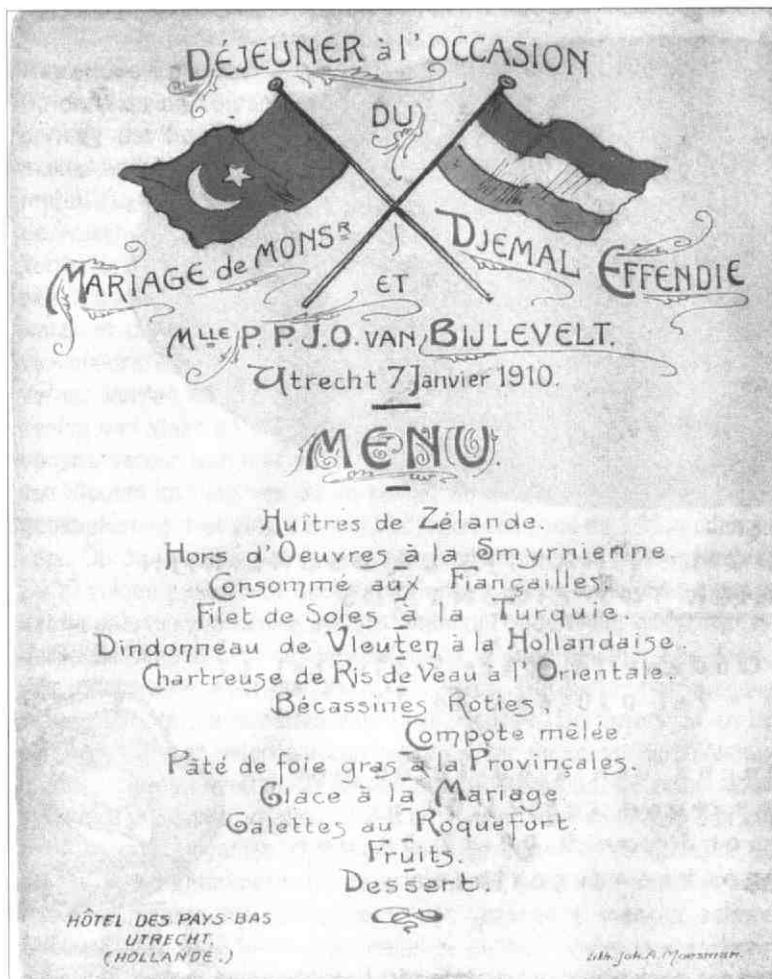 DÉJEUNER à l'OCCASION
DU
MARIAGE de MONSR DJEMAL EFFENDIE
ET
MLLE P. P.J.O. VAN BIJLEVELT.
Utrecht 7 Janvier 1910.
MENU.
Huîtres de Zélande.
Hors d'Oeuvres à la Smyrnienne
Consommé aux Fiançailles.
Filet de Soles à la Turquie
Dindonneau de Vleuten à la Hollandaise.
Chartreuse de Ris de Veau a l'Orientale.
Bécassines Roties.
Compote mêlée.
Pâté de foie gras à la Provinçales.
Glace à la Mariage
Galettes au Roquefort.
Fruits.
Dessert.
HÔTEL DES PAYS-BAS
UTRECHT.
(HOLLANDE.)
Lith. Joh. A. Moesman.